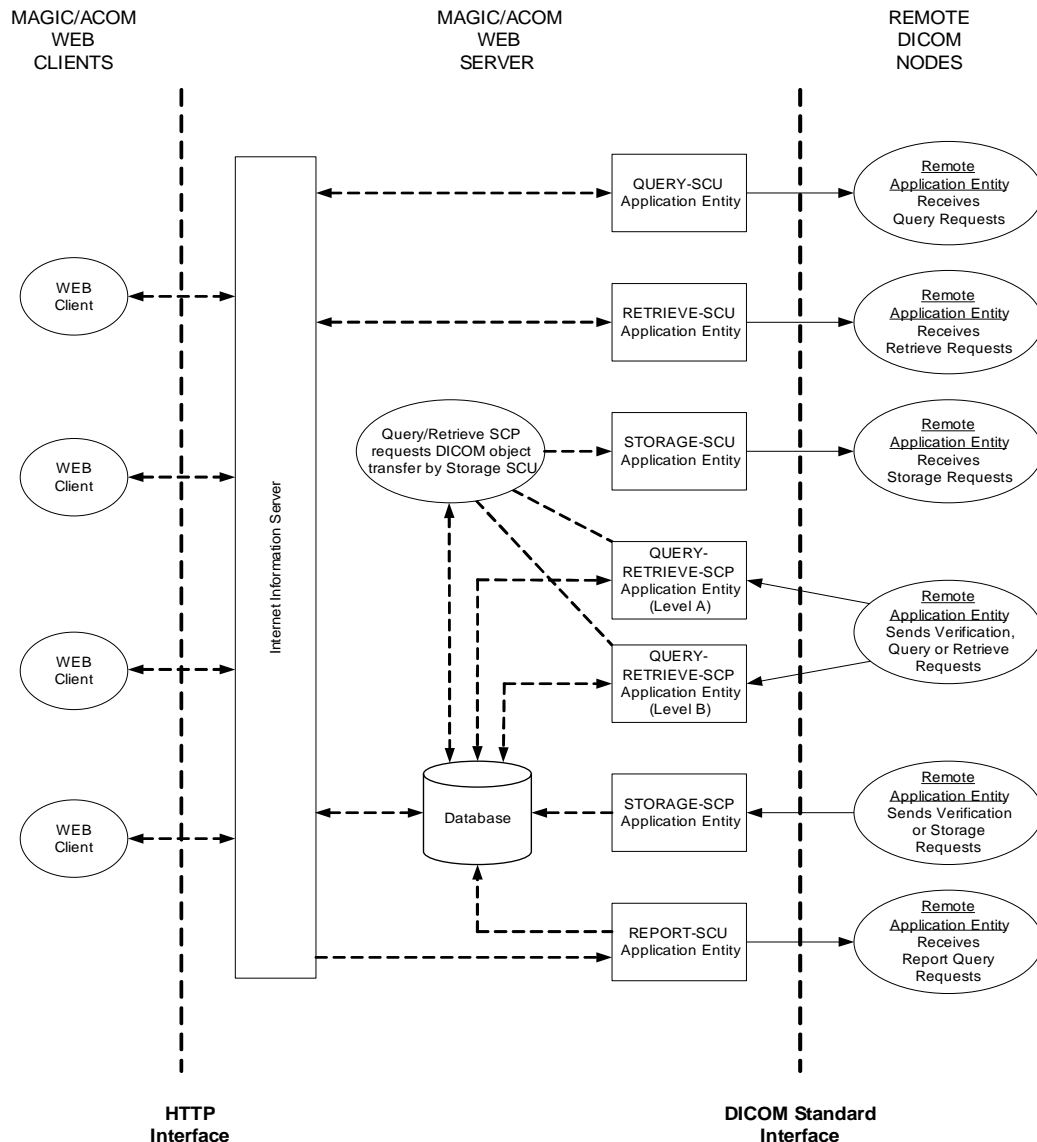 MAGIC/ACOM
WEB
CLIENTS
MAGIC/ACOM
WEB
SERVER
REMOTE
DICOM
NODES
QUERY-SCU
Application Entity
Remote
Application Entity
Receives
Query Requests
WEB
Client
RETRIEVE-SCU
Application Entity
Remote
Application Entity
Receives
Retrieve Requests
Query/Retrieve SCP
requests DICOM object
transfer by Storage SCU
STORAGE-SCU
Application Entity
Remote
Application Entity
Receives
Storage Requests
WEB
Client
Internet Information Server
QUERY-
RETRIEVE-SCP
Application Entity
(Level A)
Remote
Application Entity
Sends Verification,
Query or Retrieve
Requests
WEB
Client
QUERY-
RETRIEVE-SCP
Application Entity
(Level B)
WEB
Client
Database
STORAGE-SCP
Application Entity
Remote
Application Entity
Sends Verification
or Storage
Requests
REPORT-SCU
Application Entity
Remote
Application Entity
Receives
Report Query
Requests
HTTP
Interface
DICOM Standard
Interface